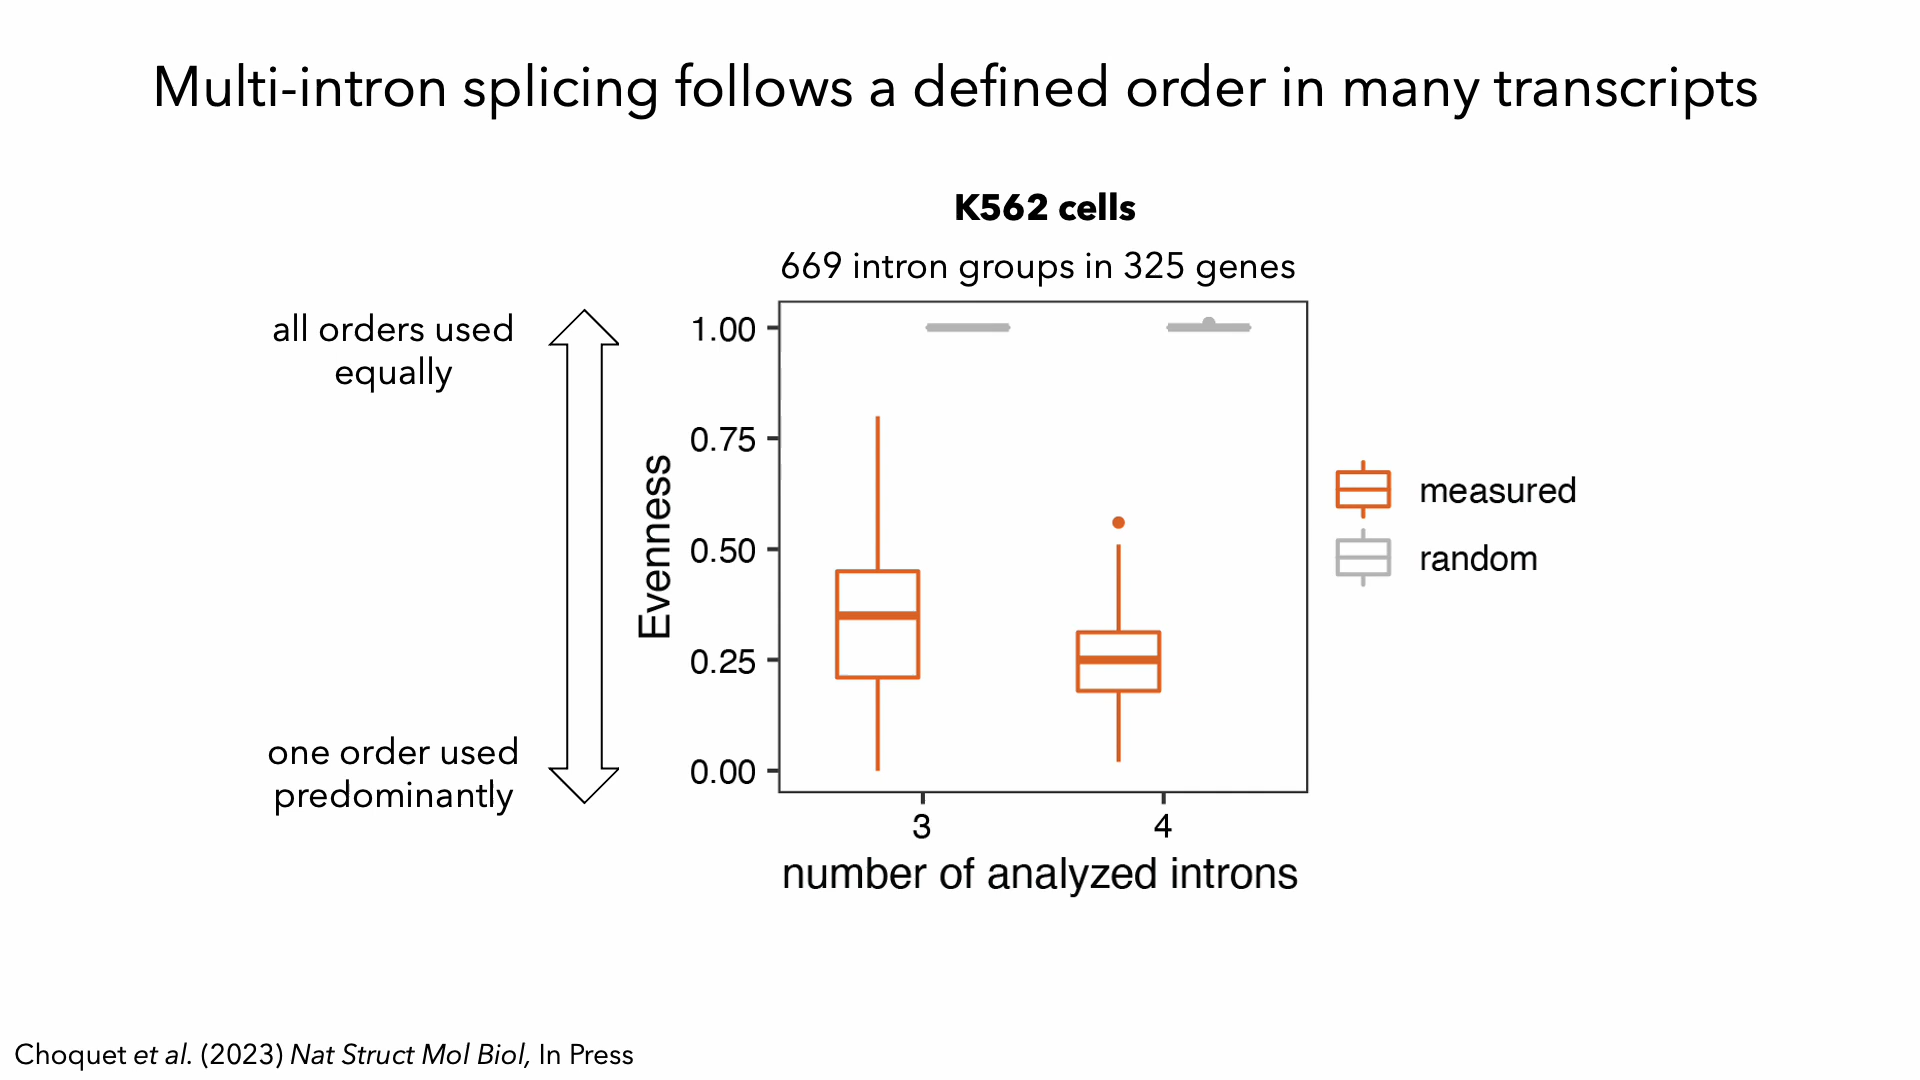 Multi-intron splicing follows a defined order in many transcripts
K562 cells
669 intron groups in 325 genes
all orders used
equally
one order used
predominantly
Evenness
1.00
0.75
0.50
0.25
0.00
3
4
number of analyzed introns
measured
random
Choquet et al. (2023) Nat Struct Mol Biol, In Press